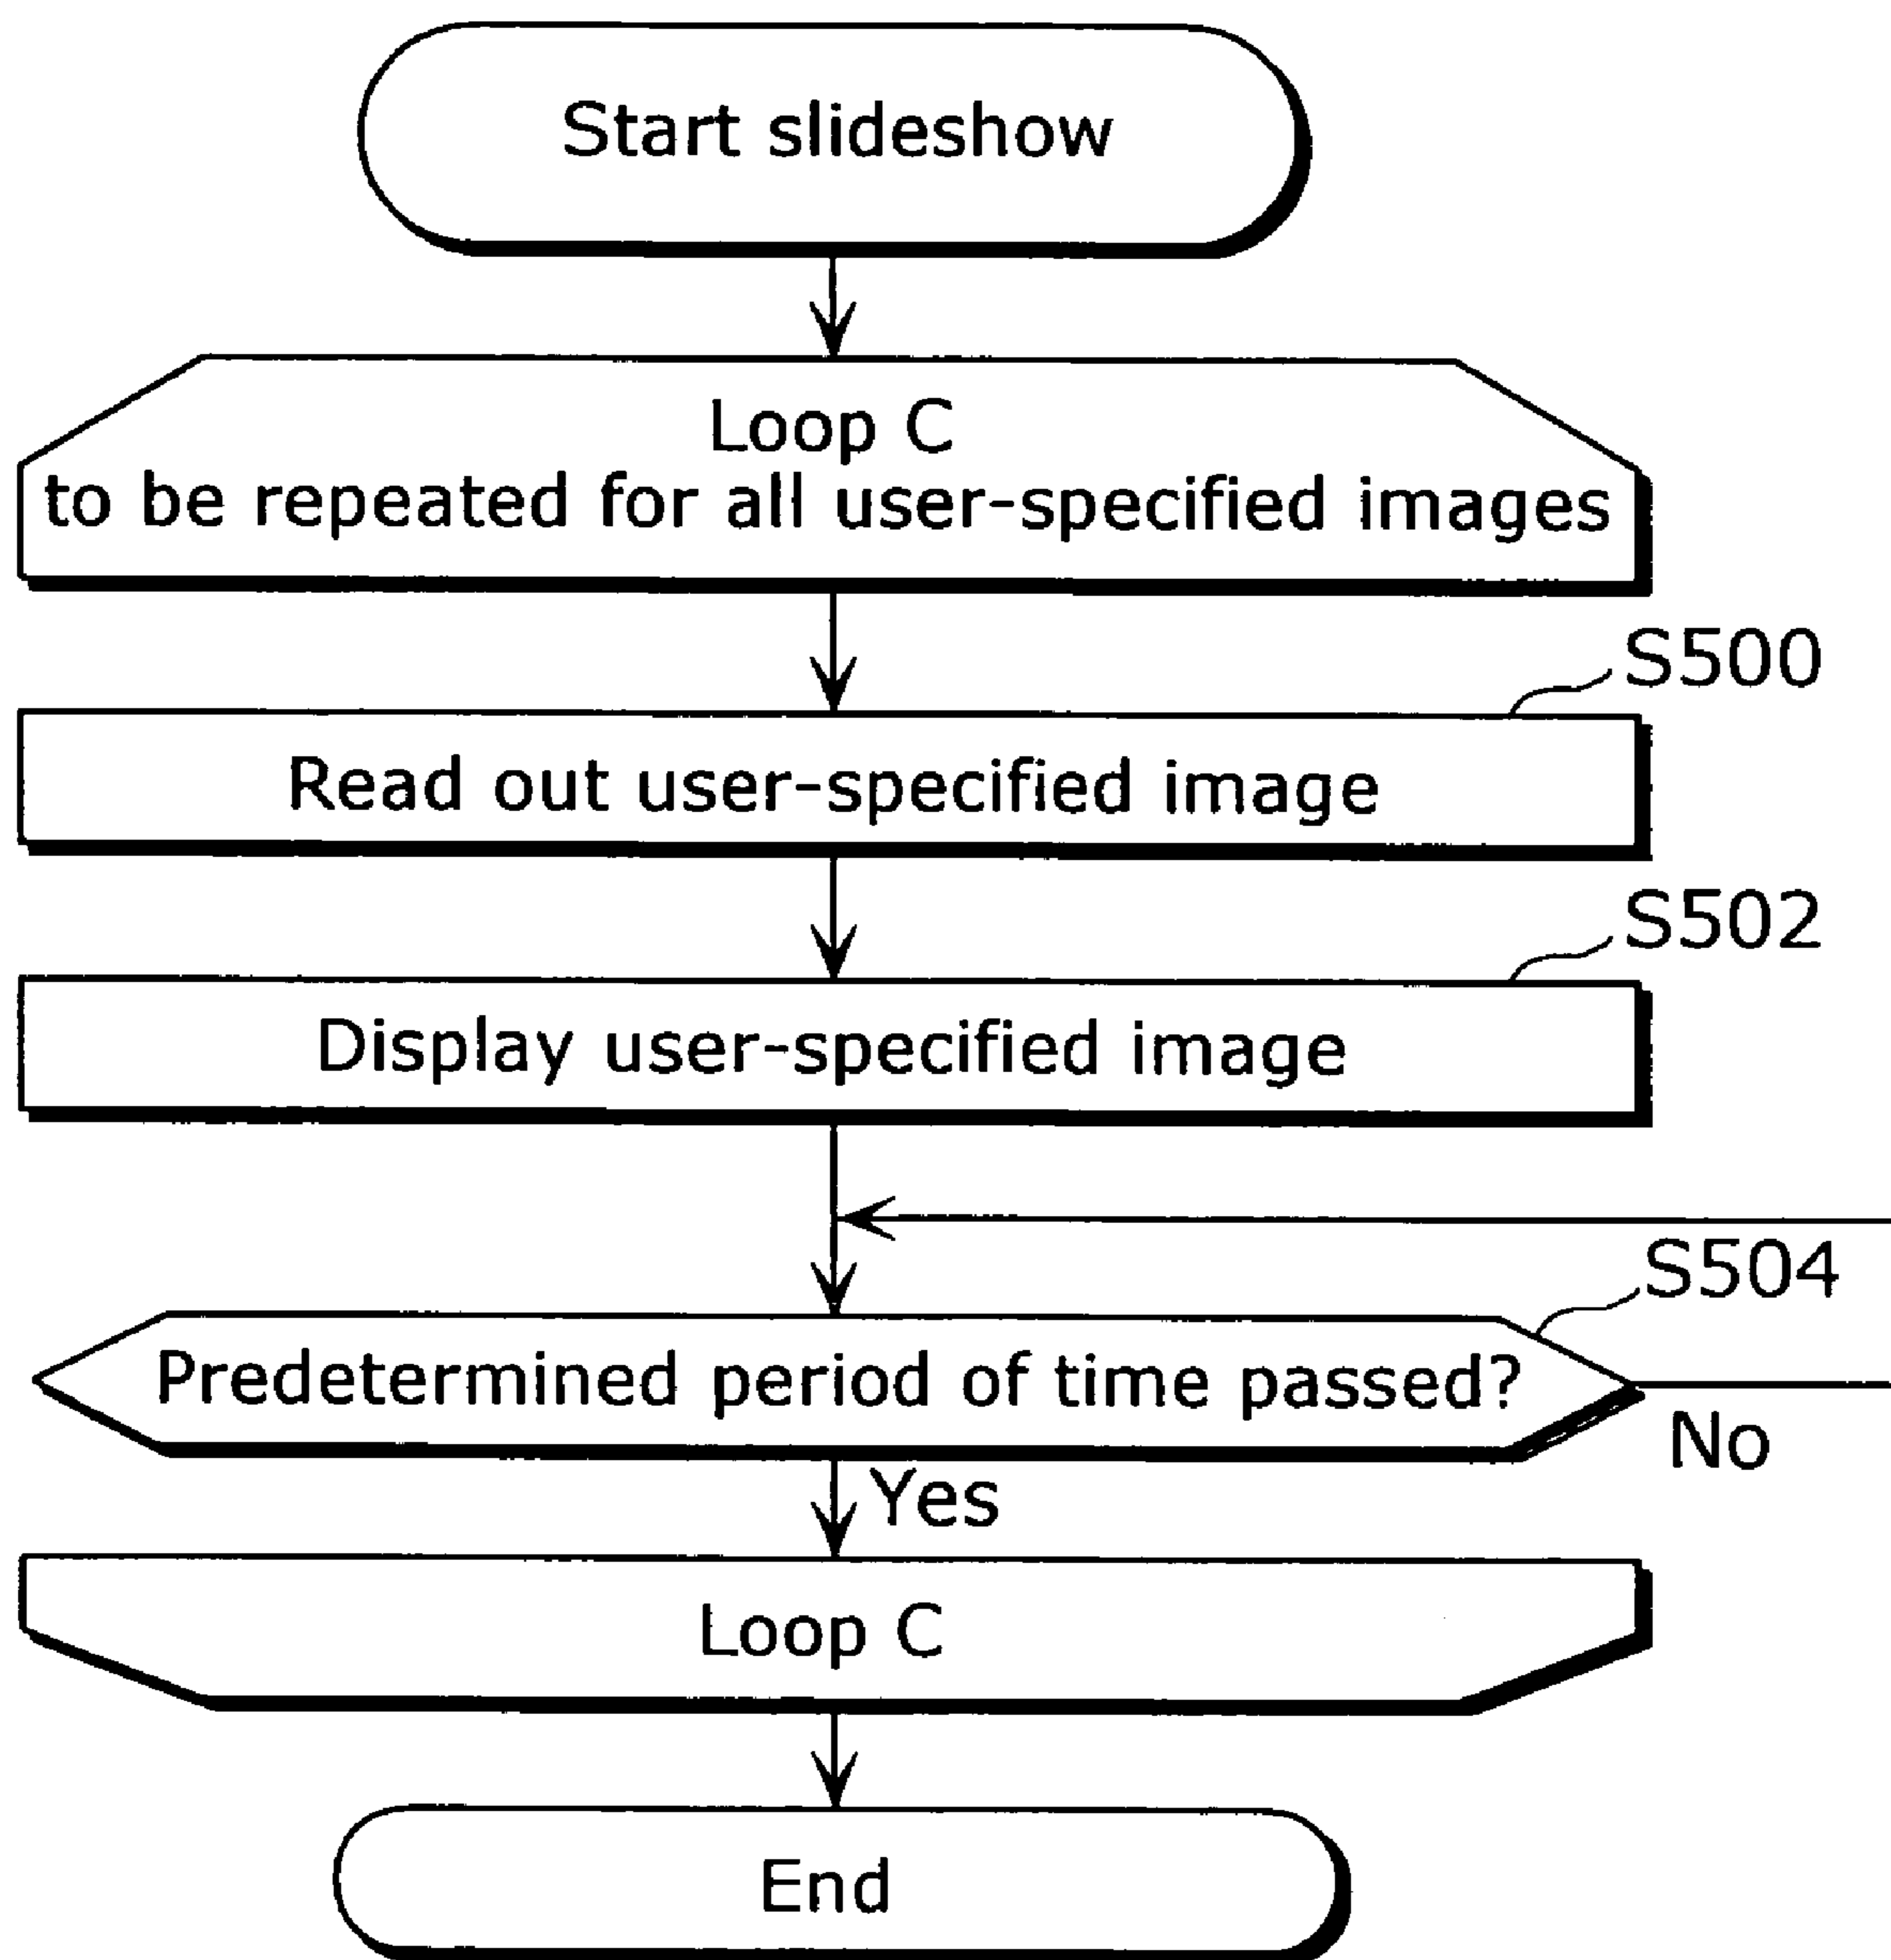 Start slideshow
Loop C
to be repeated for all user-specified images
S500
Read out user-specified image
S502
Display user-specified image
S504
Predetermined period of time passed?
No
Yes
Loop C
End